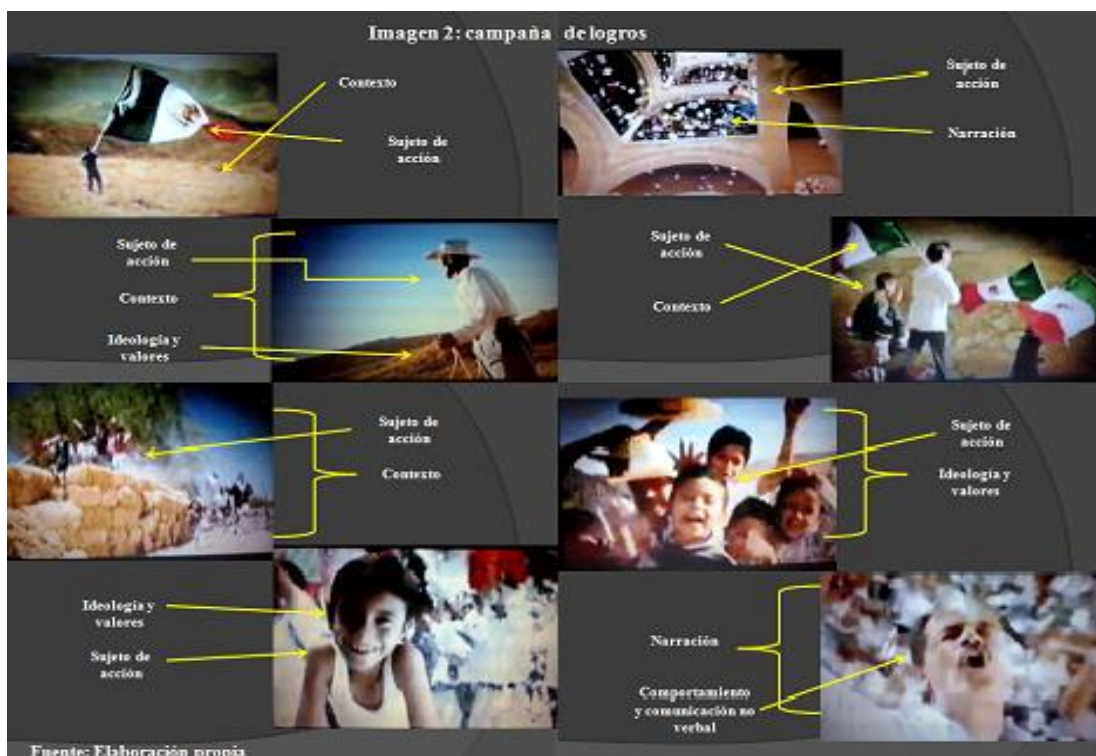 Imagen 2: campaña de logros
Contexto
Sujeto de
acción
Sujeto de
acción
Narración
Sujeto de
acción
Contexto
Ideología y
valores
Sujeto de
acción
Contexto
Sujeto de
acción
Contexto
Sujeto de
acción
Ideología y
valores
Ideología y
valores
Sujeto de
acción
Narración
Comportamiento
y comunicación no
verbal
Fuente: Elaboración propia